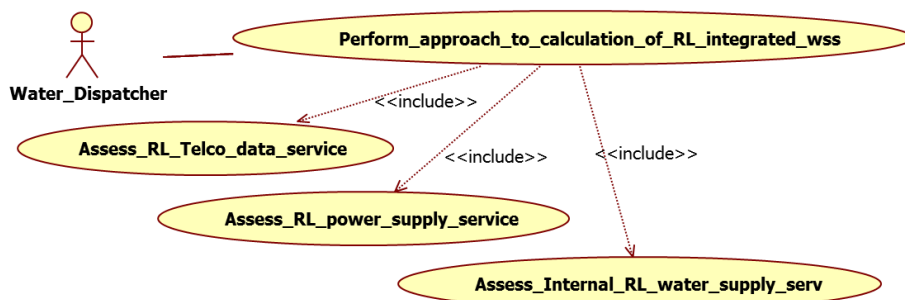 Perform_approach_to_calculation_of_RL_integrated_wss
Water_Dispatcher
<<include>>
Assess_RL_Telco_data_service
<<include>>
<<include>>
Assess_RL_power_supply_service
Assess_Internal_RL_water_supply_serv